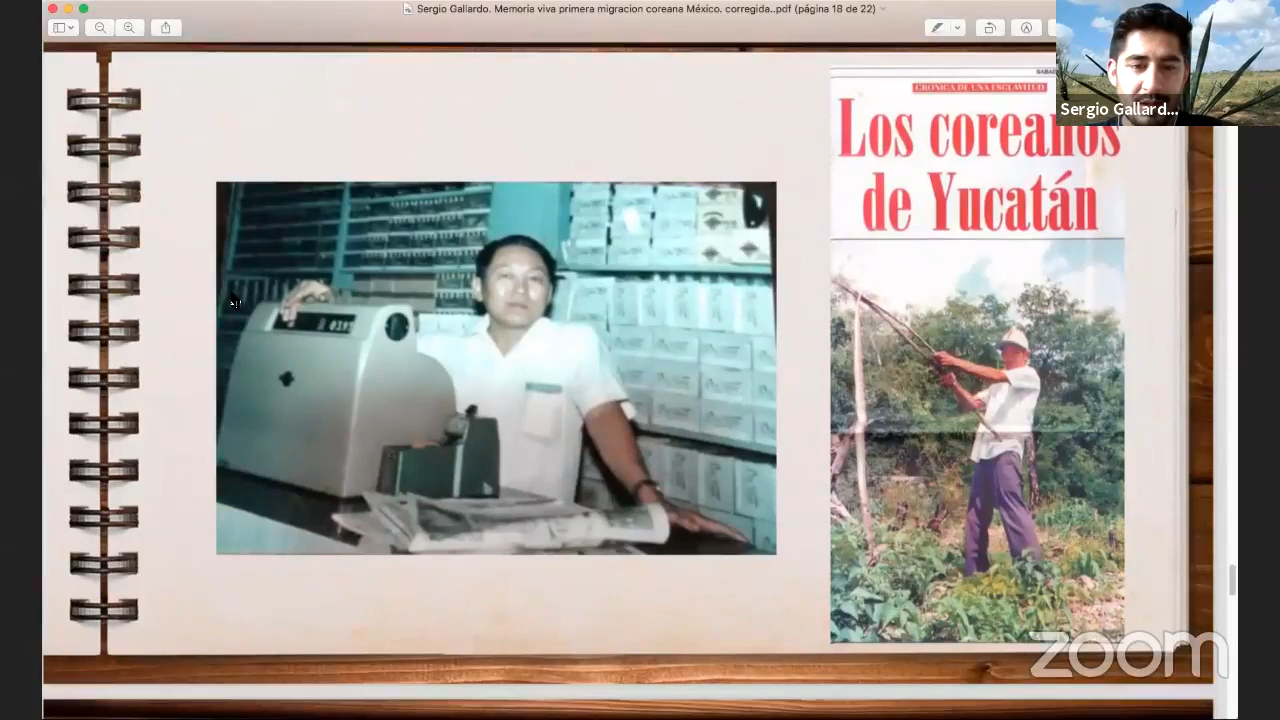 Sergio Gallardo. Memoria viva primera migracion coreana México. corregida..pdf (página 18 de 22)
Sergio Gallard...
CRONICA DE UNA ESCLAVITUD
Los coreanos
de Yucatán
zoom